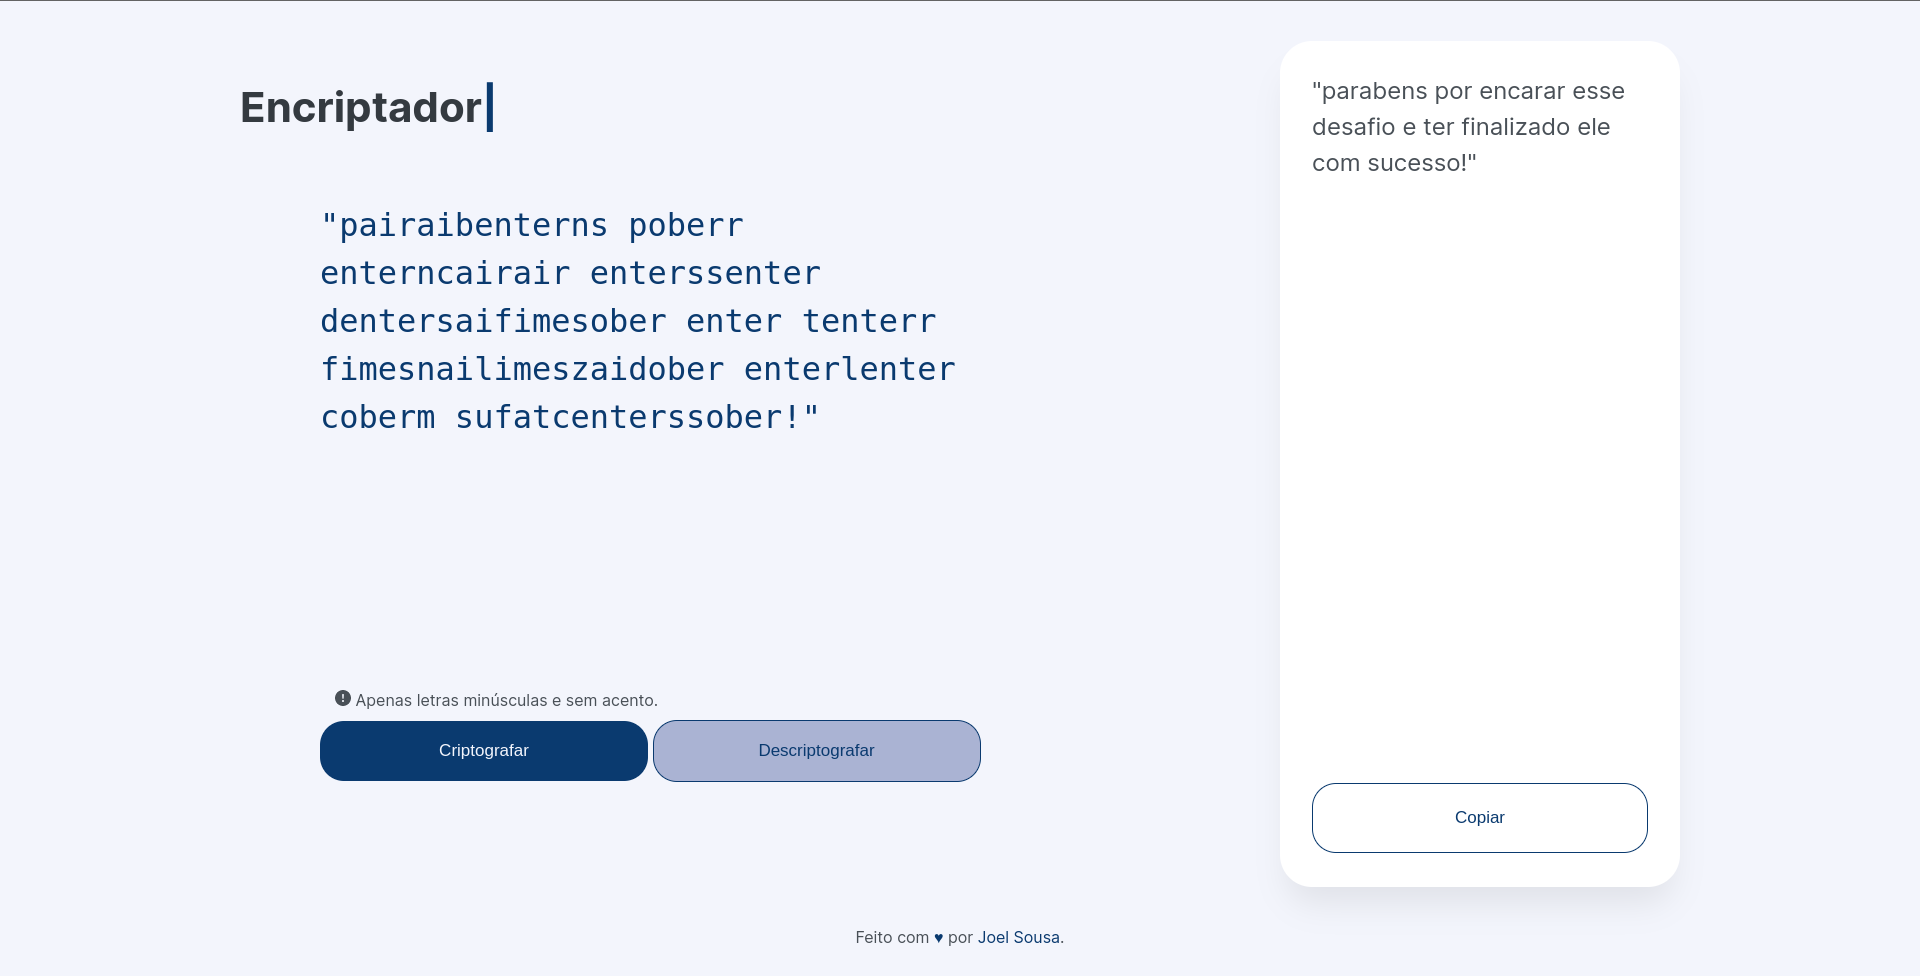 Encriptador
"pairaibenterns poberr
enterncairair enterssenter
dentersaifimesober enter tenterr
fimesnailimeszaidober enterlenter
coberm sufatcenterssober!"
Apenas letras minúsculas e sem acento.
Criptografar
Descriptografar
"parabens por encarar esse
desafio e ter finalizado ele
com sucesso!"
Copiar
Feito com ♥ por Joel Sousa.